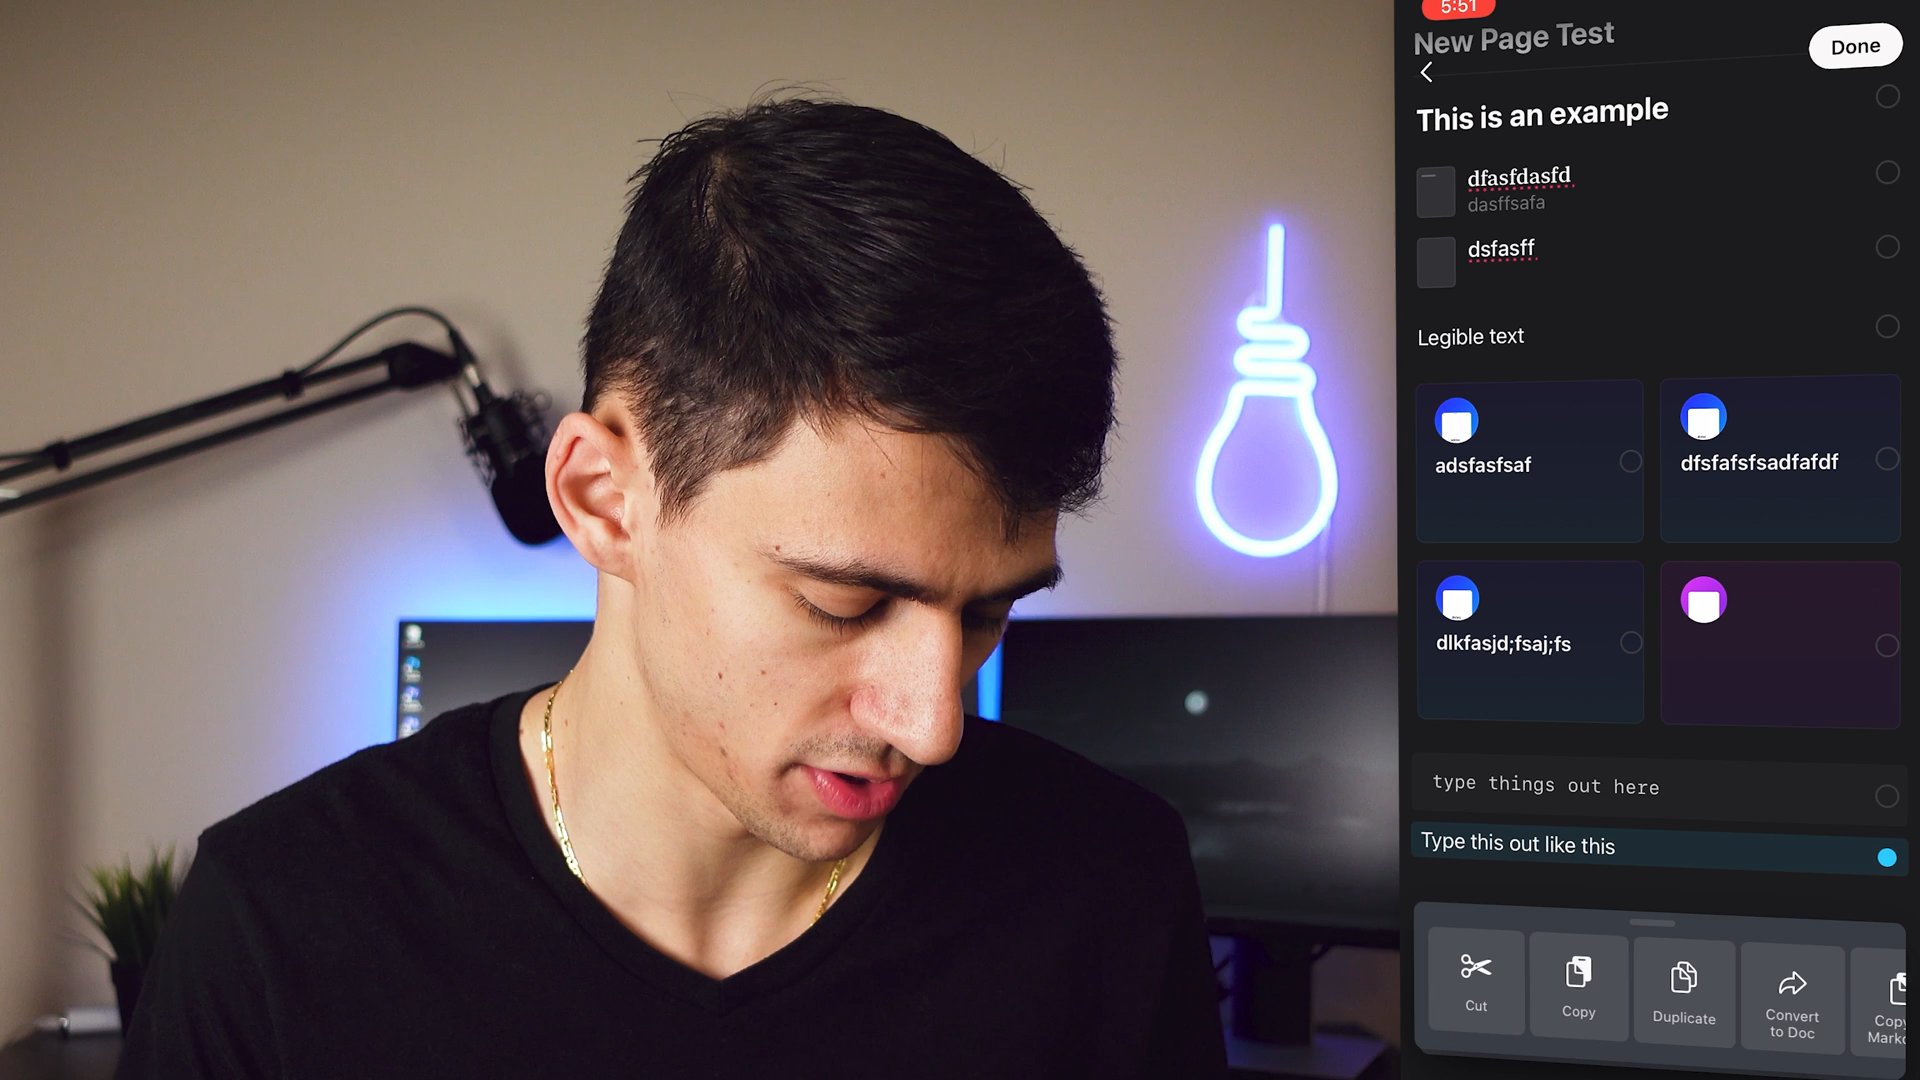 5:51
New Page Test
Done
This is an example
dfasfdasfd
dasffsafa
dsfasff
Legible text
adsfasfsaf
dfsfafsfsadfafdf
dlkfasjd;fsaj;fs
type things out here
Type this out like this
Cut
Copy
Duplicate
Convert
to Doc
Copy